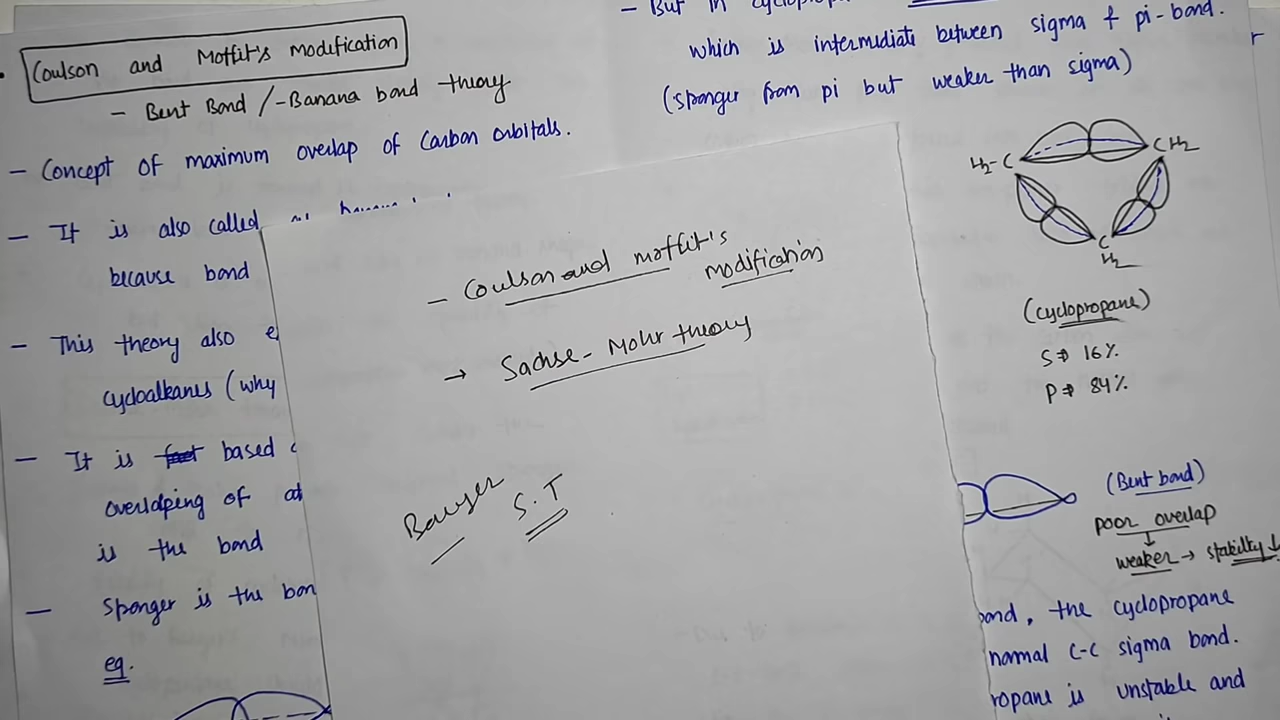 Coulson and Moffit's modification
- Bent Bond /-Banana bond theory
- Concept of maximum overlap of Carbon orbitals.
- It is also called
because bond
- This theory also
cycloalkanes (why
- It is based
overlaping of
is the bond
- Sponger is the bon
eg.
- But in
which is intermediate between sigma & pi-bond.
(sponger from pi but weaker than sigma)
H2-C
CH2
C
H2
(cyclopropane)
S ⇒ 16%
P ⇒ 84%
(Bent bond)
poor overlap
↓
weaker → stability ↓
ond, the cyclopropane
normal C-C sigma bond.
ropane is unstable and
- Coulson and moffit's
modification
→ Sachse-Mohr theory
Baeyer
S.T